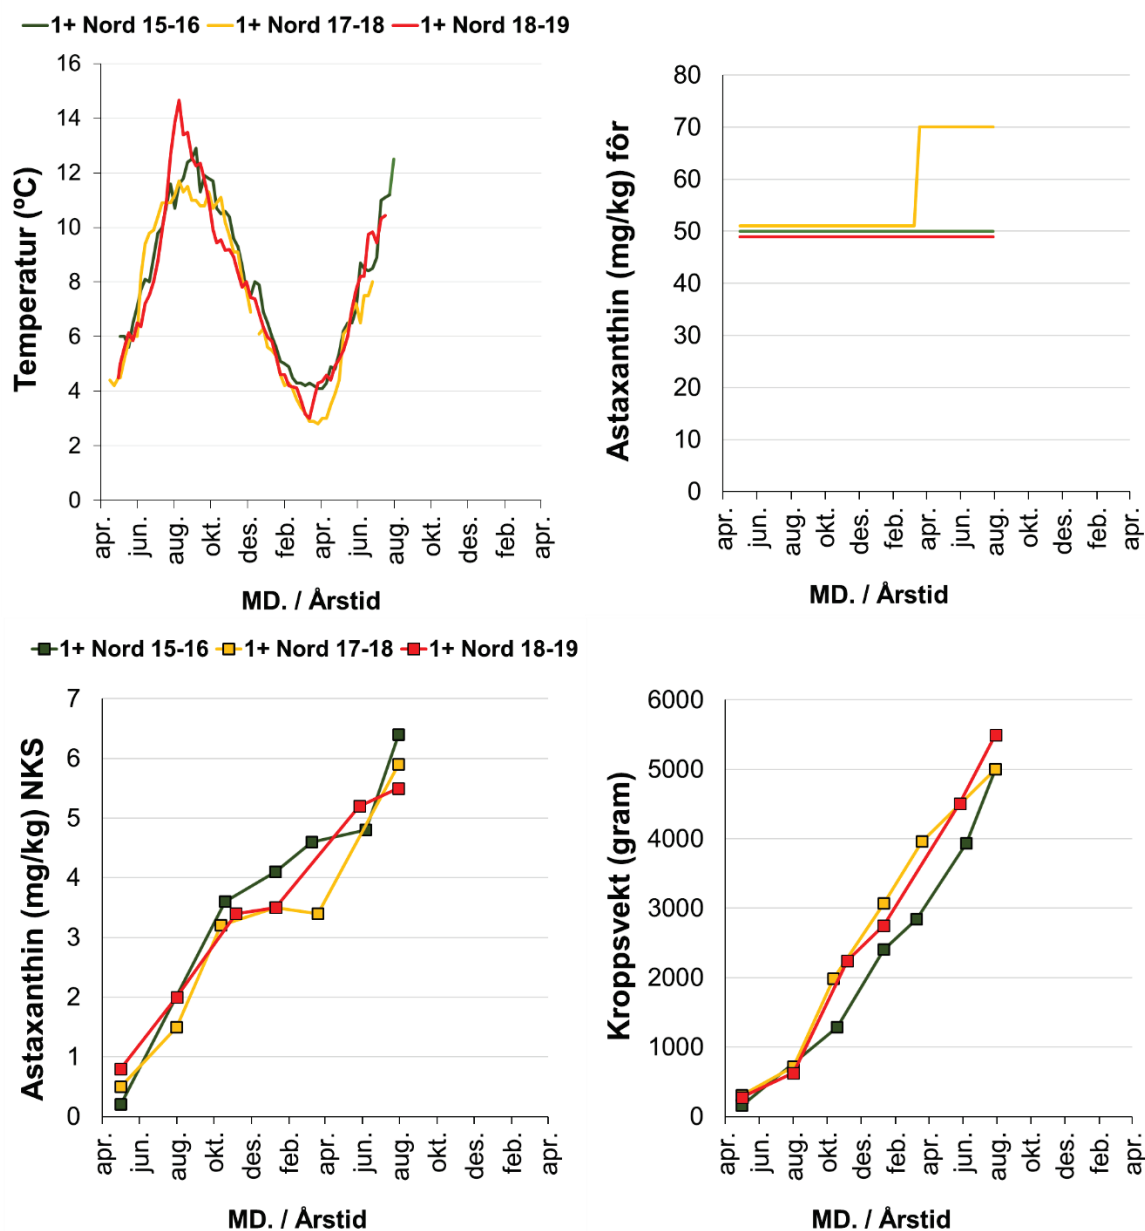 1+ Nord 15-16 1+ Nord 17-18 1+ Nord 18-19
Temperatur (ºC)
16
14
12
10
8
6
4
2
0
apr. jun. aug. okt. des. feb. apr. jun. aug. okt. des. feb. apr.
MD. / Årstid
Astaxanthin (mg/kg) fôr
80
70
60
50
40
30
20
10
0
apr. jun. aug. okt. des. feb. apr. jun. aug. okt. des. feb. apr.
MD. / Årstid
1+ Nord 15-16 1+ Nord 17-18 1+ Nord 18-19
Astaxanthin (mg/kg) NKS
7
6
5
4
3
2
1
0
apr. jun. aug. okt. des. feb. apr. jun. aug. okt. des. feb. apr.
MD. / Årstid
Kroppsvekt (gram)
6000
5000
4000
3000
2000
1000
0
apr. jun. aug. okt. des. feb. apr. jun. aug. okt. des. feb. apr.
MD. / Årstid